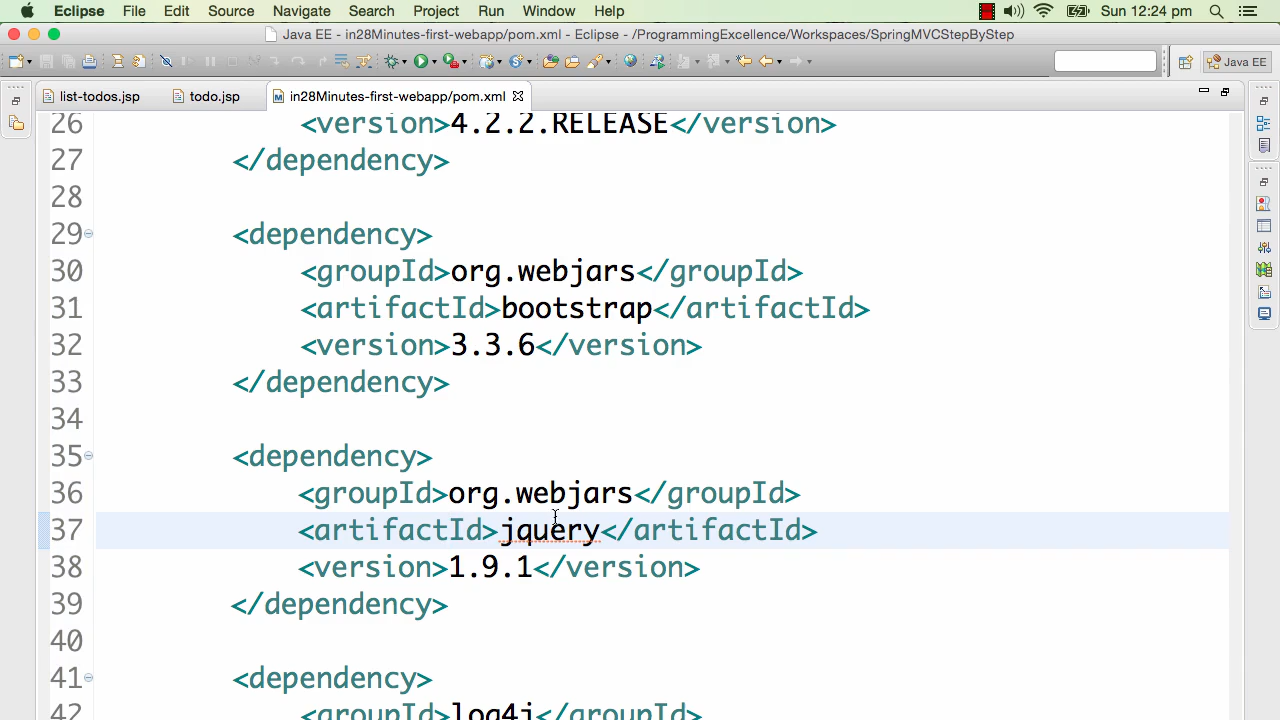 Eclipse File Edit Source Navigate Search Project Run Window Help Sun 12:24 pm
Java EE - in28Minutes-first-webapp/pom.xml - Eclipse - /ProgrammingExcellence/Workspaces/SpringMVCStepByStep
Java EE
list-todos.jsp todo.jsp in28Minutes-first-webapp/pom.xml
26 <version>4.2.2.RELEASE</version>
27 </dependency>
28
29 <dependency>
30 <groupId>org.webjars</groupId>
31 <artifactId>bootstrap</artifactId>
32 <version>3.3.6</version>
33 </dependency>
34
35 <dependency>
36 <groupId>org.webjars</groupId>
37 <artifactId>jquery</artifactId>
38 <version>1.9.1</version>
39 </dependency>
40
41 <dependency>
42 <groupId>log4j</groupId>